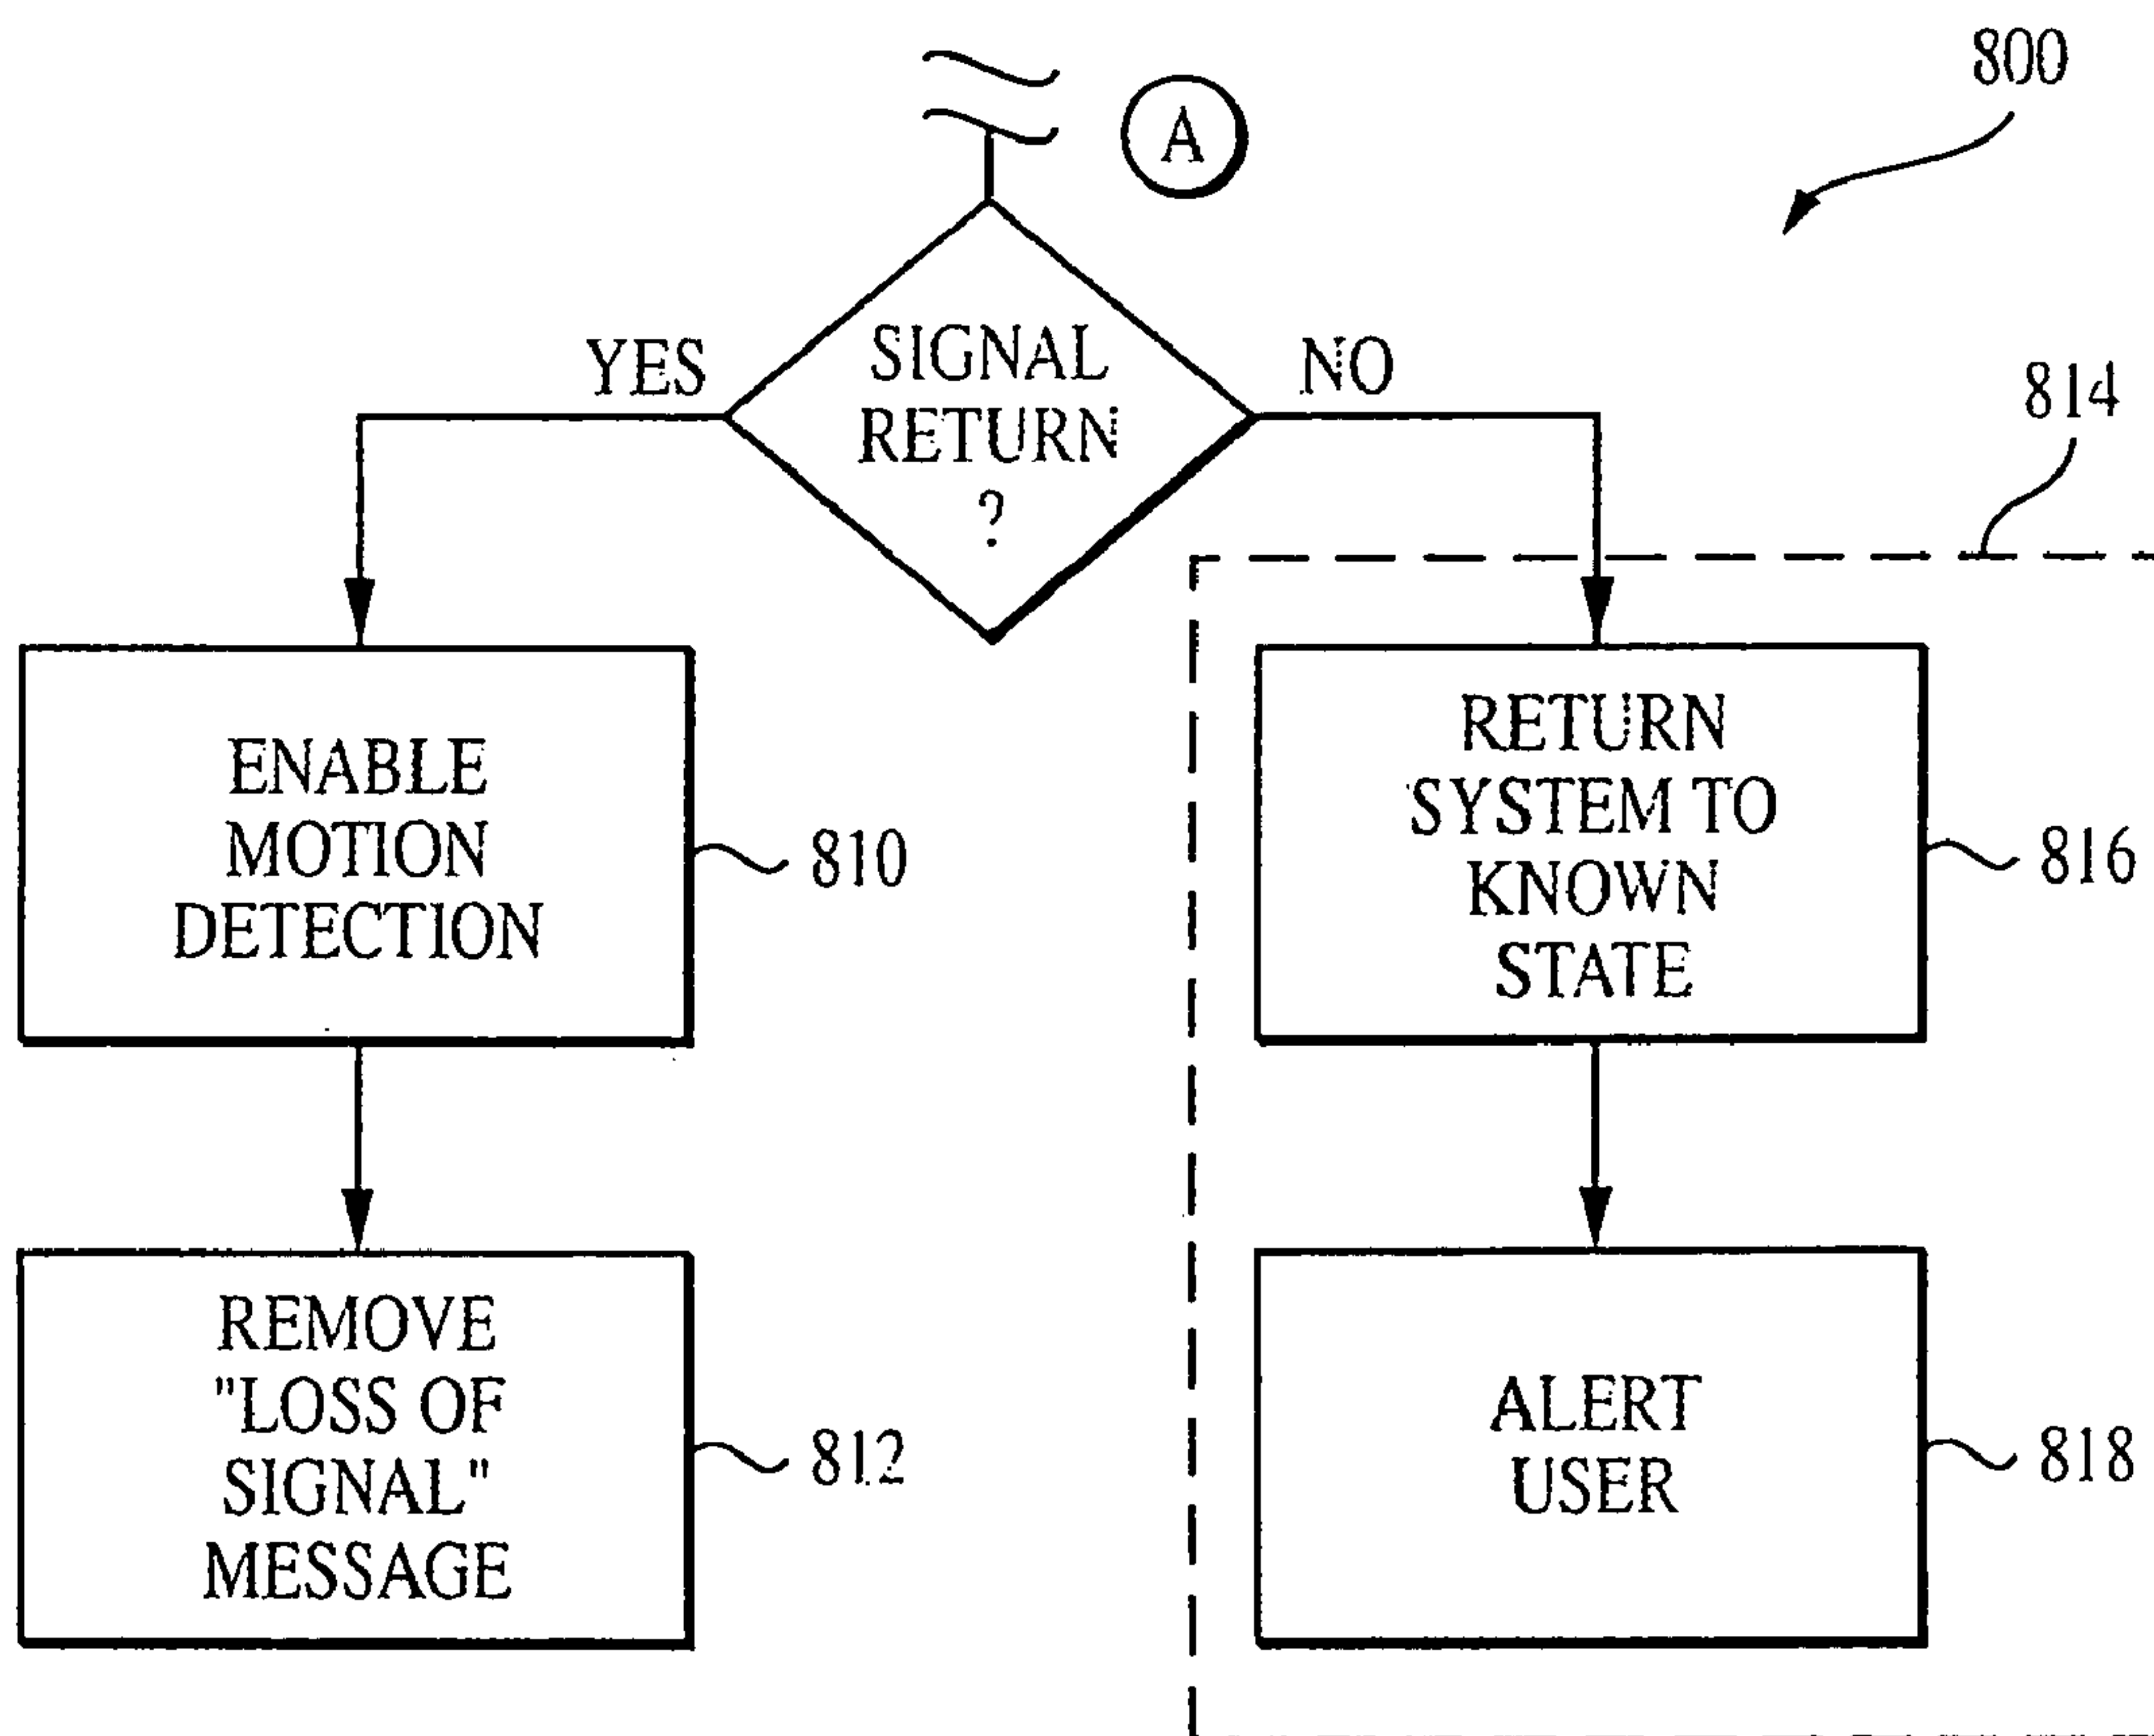 800
A
SIGNAL
RETURN
?
YES
NO
814
ENABLE
MOTION
DETECTION
810
RETURN
SYSTEM TO
KNOWN
STATE
816
REMOVE
"LOSS OF
SIGNAL"
MESSAGE
812
ALERT
USER
818